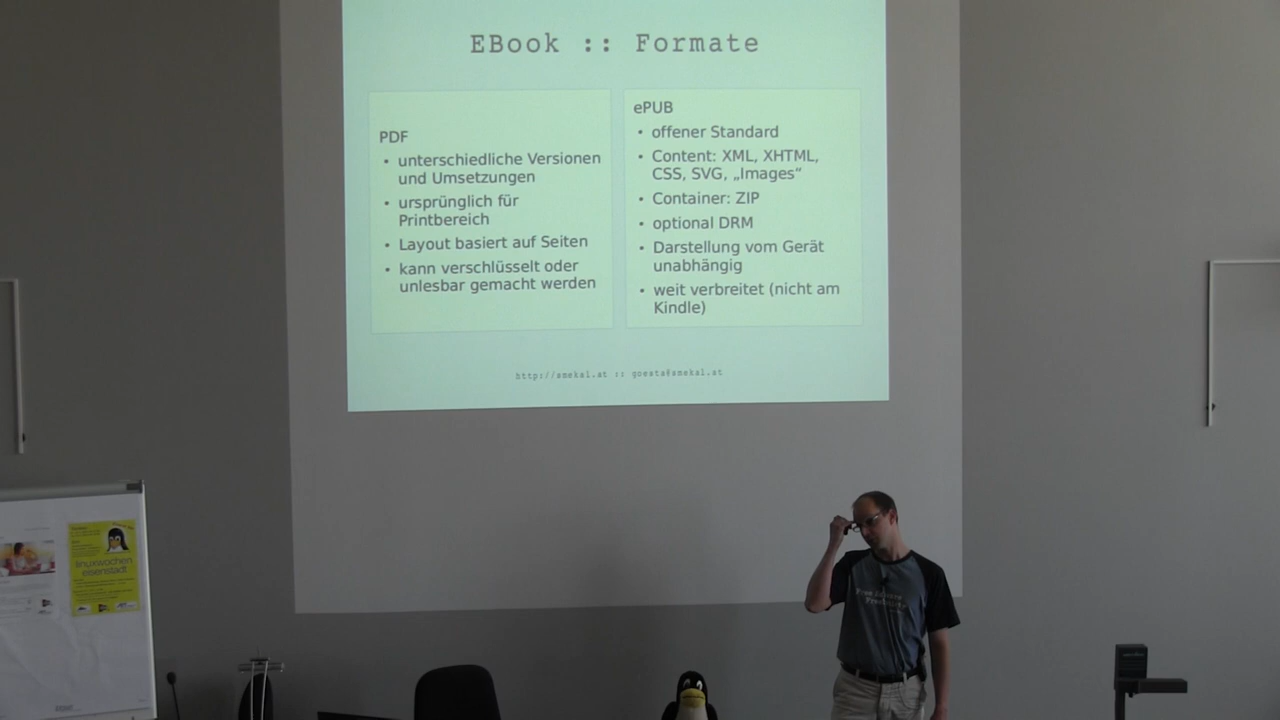 EBook :: Formate
PDF
• unterschiedliche Versionen
und Umsetzungen
• ursprünglich für
Printbereich
• Layout basiert auf Seiten
• kann verschlüsselt oder
unlesbar gemacht werden
ePUB
• offener Standard
• Content: XML, XHTML,
CSS, SVG, „Images“
• Container: ZIP
• optional DRM
• Darstellung vom Gerät
unabhängig
• weit verbreitet (nicht am
Kindle)
http://smekal.at :: goesta@smekal.at
linuxwochen
eisenstadt